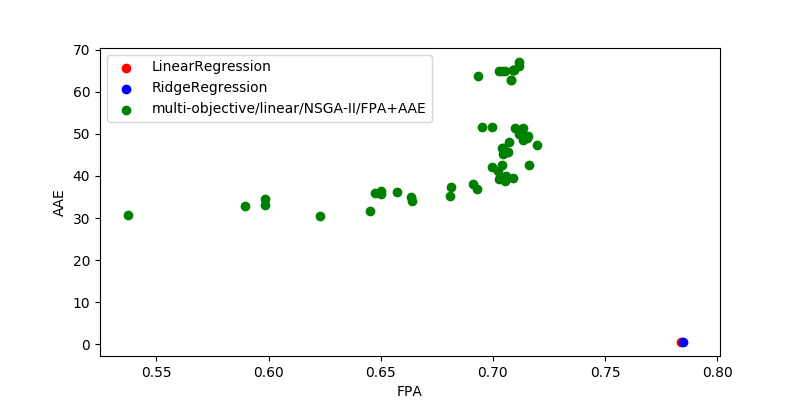 70
60
50
40
30
20
10
0
AAE
LinearRegression
RidgeRegression
multi-objective/linear/NSGA-II/FPA+AAE
0.55 0.60 0.65 0.70 0.75 0.80
FPA